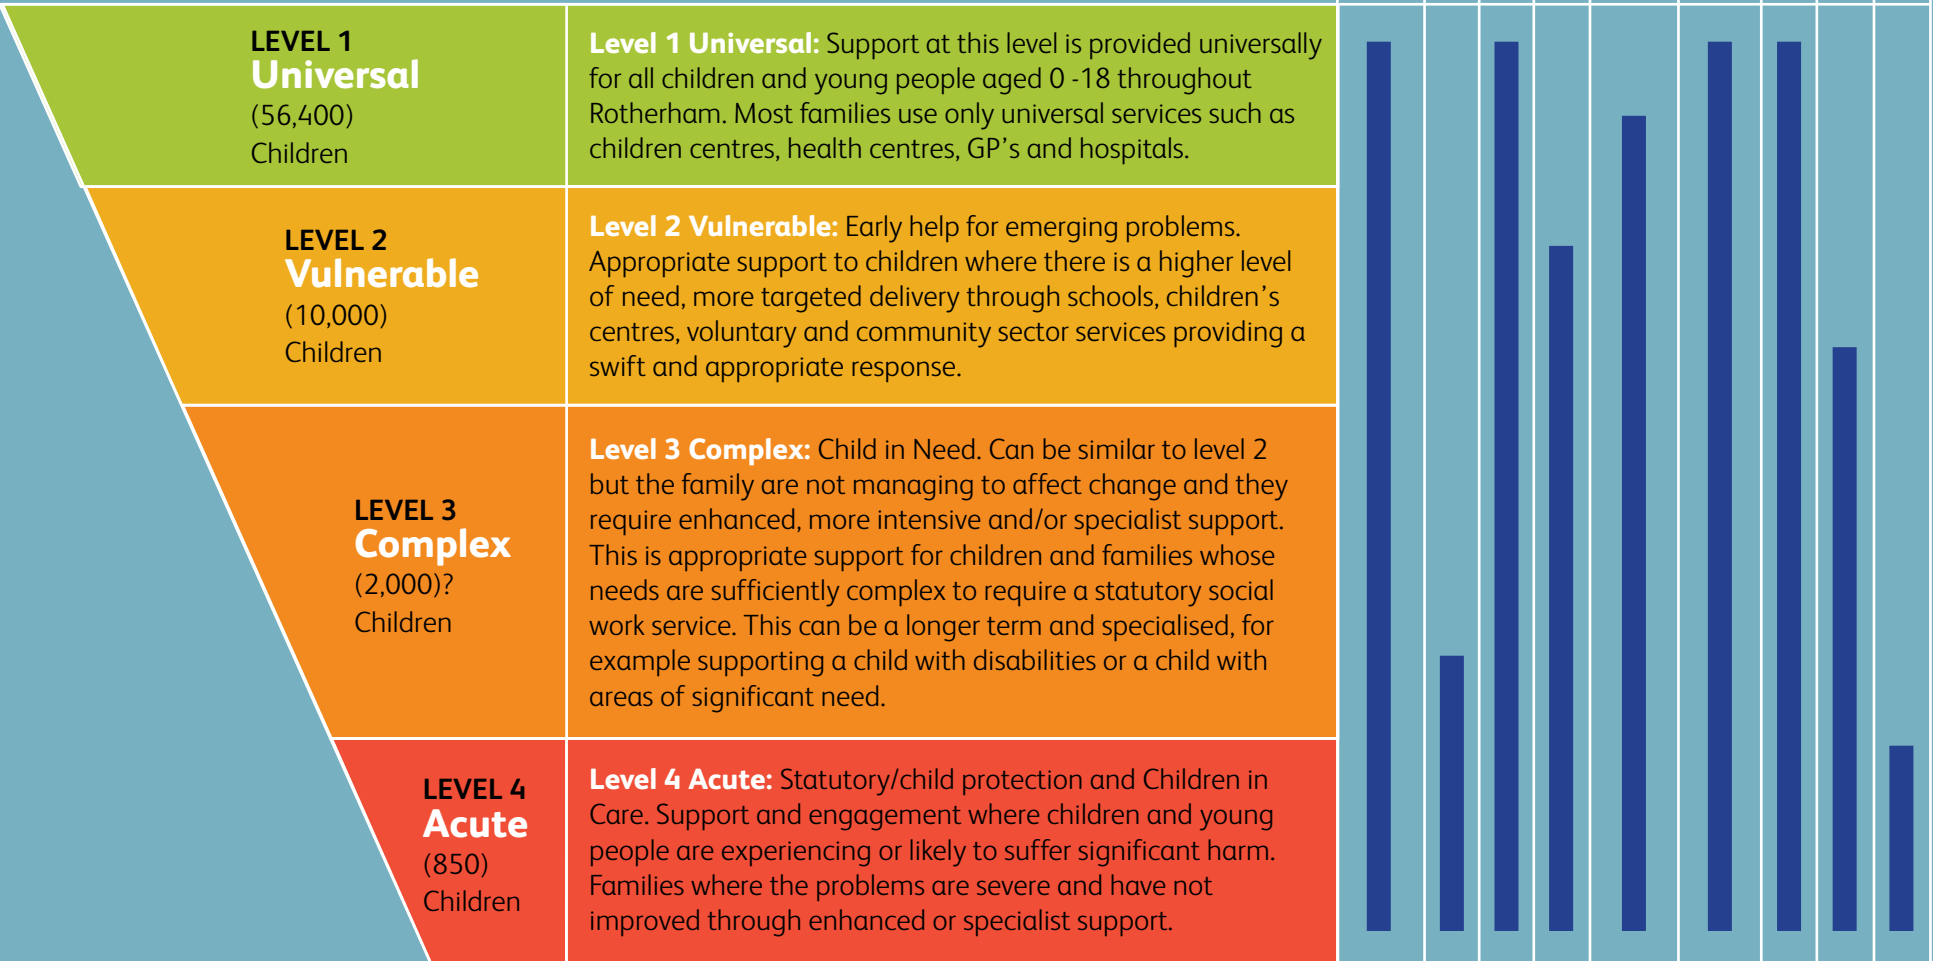 LEVEL 1
Universal
(56,400)
Children
Level 1 Universal: Support at this level is provided universally
for all children and young people aged 0 -18 throughout
Rotherham. Most families use only universal services such as
children centres, health centres, GP’s and hospitals.
LEVEL 2
Vulnerable
(10,000)
Children
Level 2 Vulnerable: Early help for emerging problems.
Appropriate support to children where there is a higher level
of need, more targeted delivery through schools, children’s
centres, voluntary and community sector services providing a
swift and appropriate response.
LEVEL 3
Complex
(2,000)?
Children
Level 3 Complex: Child in Need. Can be similar to level 2
but the family are not managing to affect change and they
require enhanced, more intensive and/or specialist support.
This is appropriate support for children and families whose
needs are sufficiently complex to require a statutory social
work service. This can be a longer term and specialised, for
example supporting a child with disabilities or a child with
areas of significant need.
LEVEL 4
Acute
(850)
Children
Level 4 Acute: Statutory/child protection and Children in
Care. Support and engagement where children and young
people are experiencing or likely to suffer significant harm.
Families where the problems are severe and have not
improved through enhanced or specialist support.